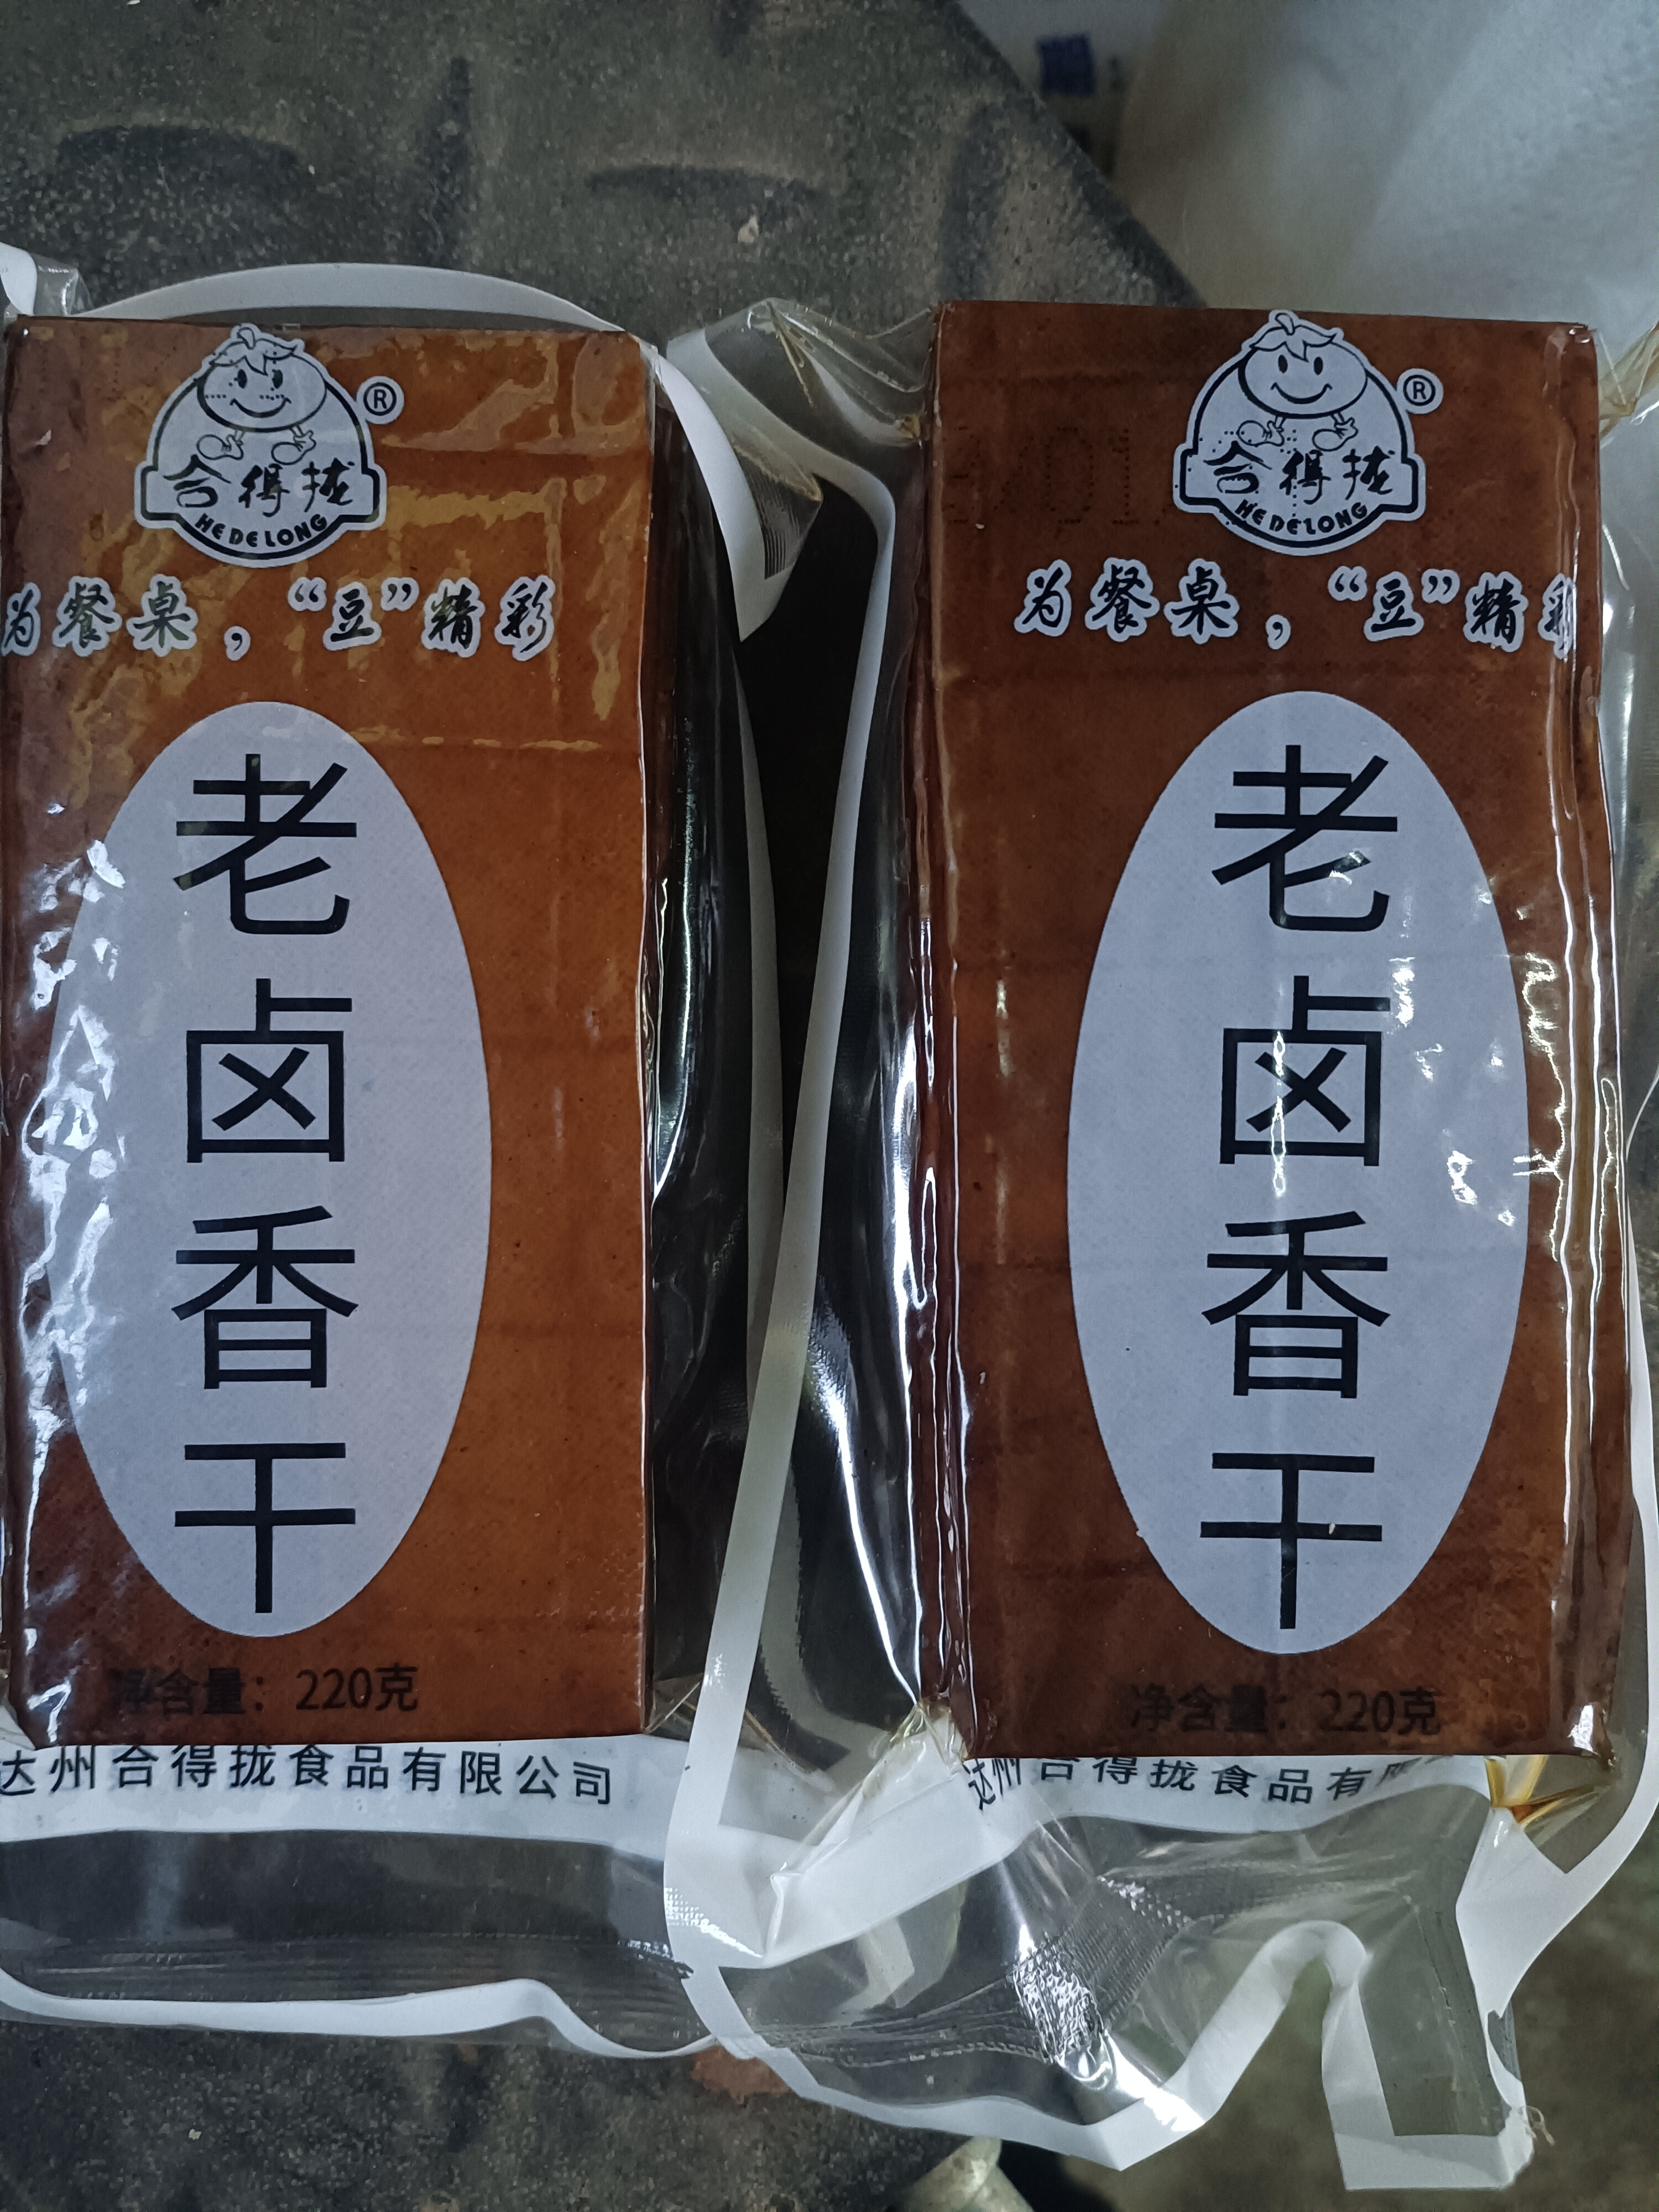 合得拢
HE DE LONG
®
为餐桌，“豆”精彩
老
卤
香
干
净含量：220克
达州合得拢食品有限公司
合得拢
HE DE LONG
®
为餐桌，“豆”精彩
老
卤
香
干
净含量：220克
达州合得拢食品有限